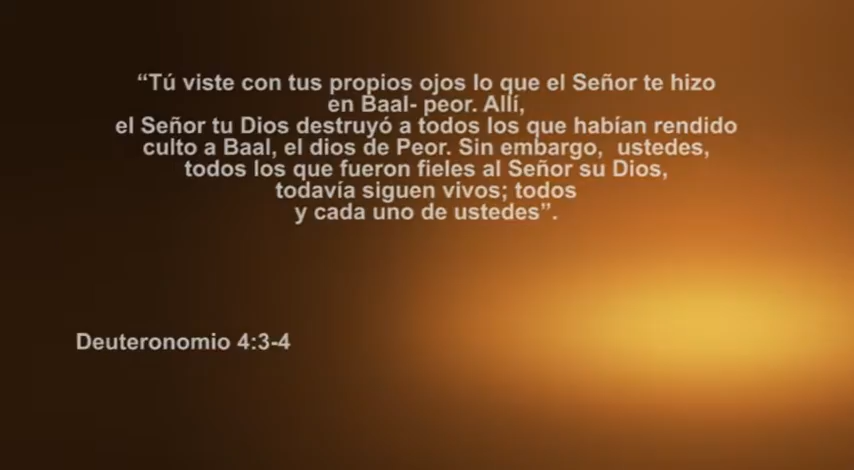 “Tú viste con tus propios ojos lo que el Señor te hizo
en Baal- peor. Allí,
el Señor tu Dios destruyó a todos los que habían rendido
culto a Baal, el dios de Peor. Sin embargo,  ustedes,
todos los que fueron fieles al Señor su Dios,
todavía siguen vivos; todos
y cada uno de ustedes”.
Deuteronomio 4:3-4